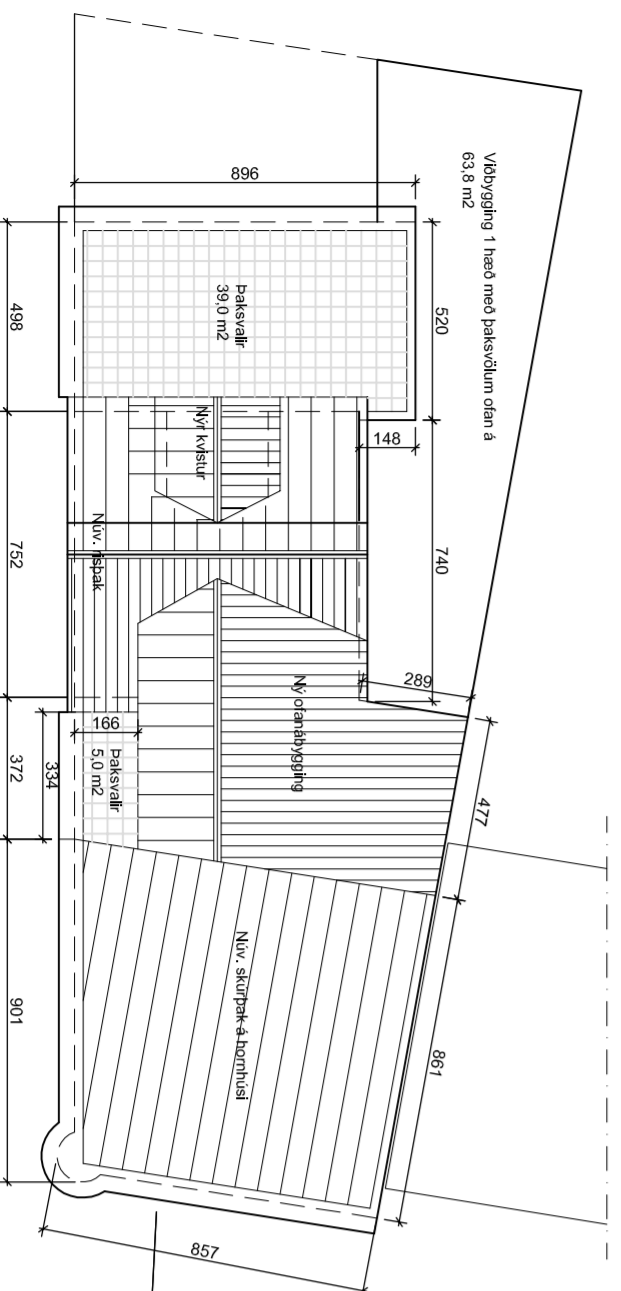 Viðbygging 1 hæð með þaksvölum ofan á
63,8 m2
896
520
498
Þaksvalir
39,0 m2
148
Nýr kvistur
740
752
Núv. risþak
289
Ný ofanábygging
166
Þaksvalir
5,0 m2
334
372
477
Núv. skúrþak á hornhúsi
861
901
857